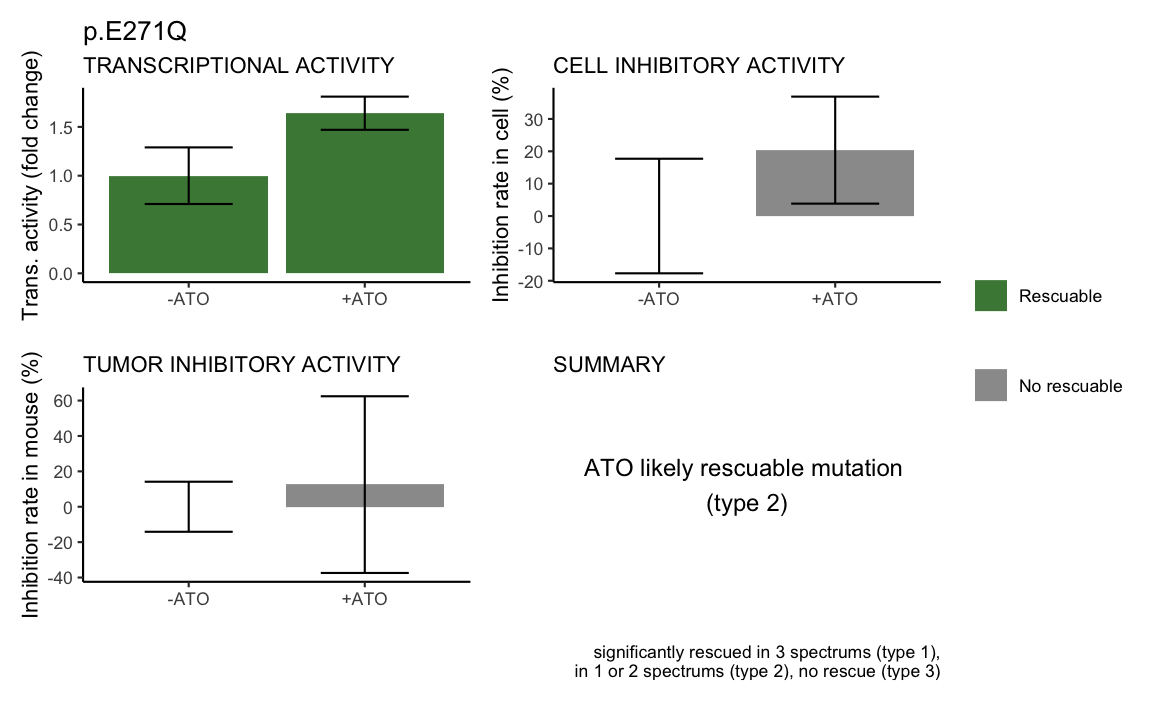 p.E271Q
TRANSCRIPTIONAL ACTIVITY
Trans. activity (fold change)
1.5
1.0
0.5
0.0
-ATO
+ATO
CELL INHIBITORY ACTIVITY
Inhibition rate in cell (%)
30
20
10
0
-10
-20
-ATO
+ATO
Rescuable
No rescuable
TUMOR INHIBITORY ACTIVITY
Inhibition rate in mouse (%)
60
40
20
0
-20
-40
-ATO
+ATO
SUMMARY
ATO likely rescuable mutation
(type 2)
significantly rescued in 3 spectrums (type 1),
in 1 or 2 spectrums (type 2), no rescue (type 3)